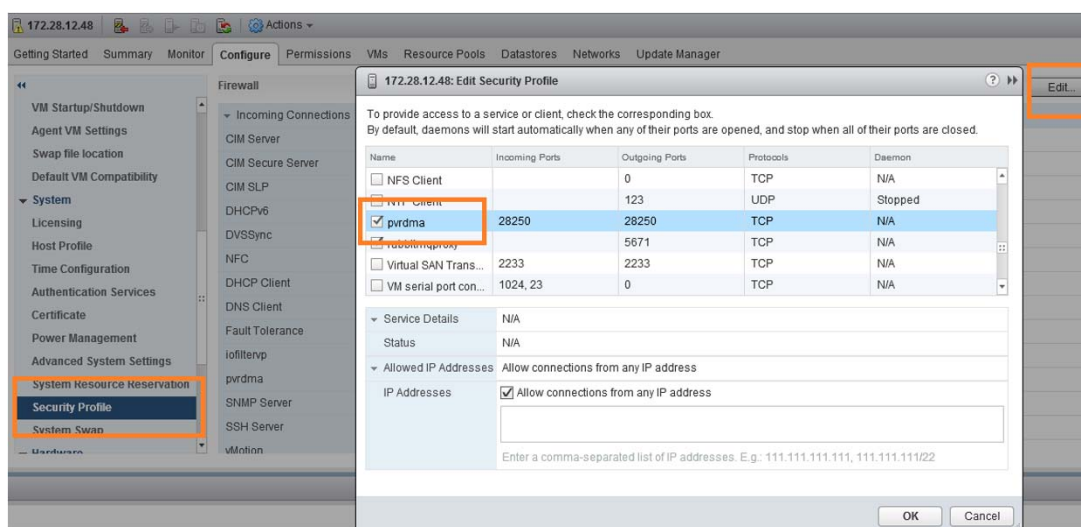 172.28.12.48 Actions
Getting Started Summary Monitor Configure Permissions VMs Resource Pools Datastores Networks Update Manager
VM Startup/Shutdown
Agent VM Settings
Swap file location
Default VM Compatibility
System
Licensing
Host Profile
Time Configuration
Authentication Services
Certificate
Power Management
Advanced System Settings
System Resource Reservation
Security Profile
System Swap
Hardware
Firewall
Incoming Connections
CIM Server
CIM Secure Server
CIM SLP
DHCPv6
DVSSync
NFC
DHCP Client
DNS Client
Fault Tolerance
iofiltervp
pvrdma
SNMP Server
SSH Server
vMotion
Edit...
172.28.12.48: Edit Security Profile ?
To provide access to a service or client, check the corresponding box.
By default, daemons will start automatically when any of their ports are opened, and stop when all of their ports are closed.
Name Incoming Ports Outgoing Ports Protocols Daemon
NFS Client 0 TCP N/A
NTP Client 123 UDP Stopped
pvrdma 28250 28250 TCP N/A
rabbitmqproxy 5671 TCP N/A
Virtual SAN Trans... 2233 2233 TCP N/A
VM serial port con... 1024, 23 0 TCP N/A
Service Details N/A
Status N/A
Allowed IP Addresses Allow connections from any IP address
IP Addresses Allow connections from any IP address
Enter a comma-separated list of IP addresses. E.g.: 111.111.111.111, 111.111.111/22
OK Cancel